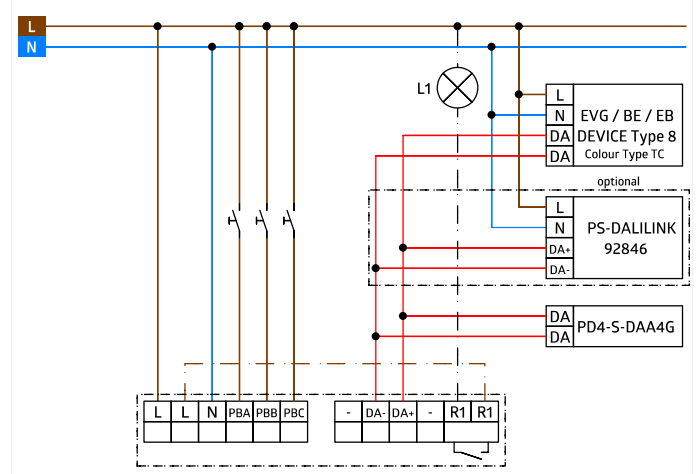 L
N
L1
L
N
DA
DA
EVG / BE / EB
DEVICE Type 8
Colour Type TC
optional
L
N
DA+
DA-
PS-DALILINK
92846
DA
DA
PD4-S-DAA4G
L L N PBA PBB PBC - DA- DA+ - R1 R1